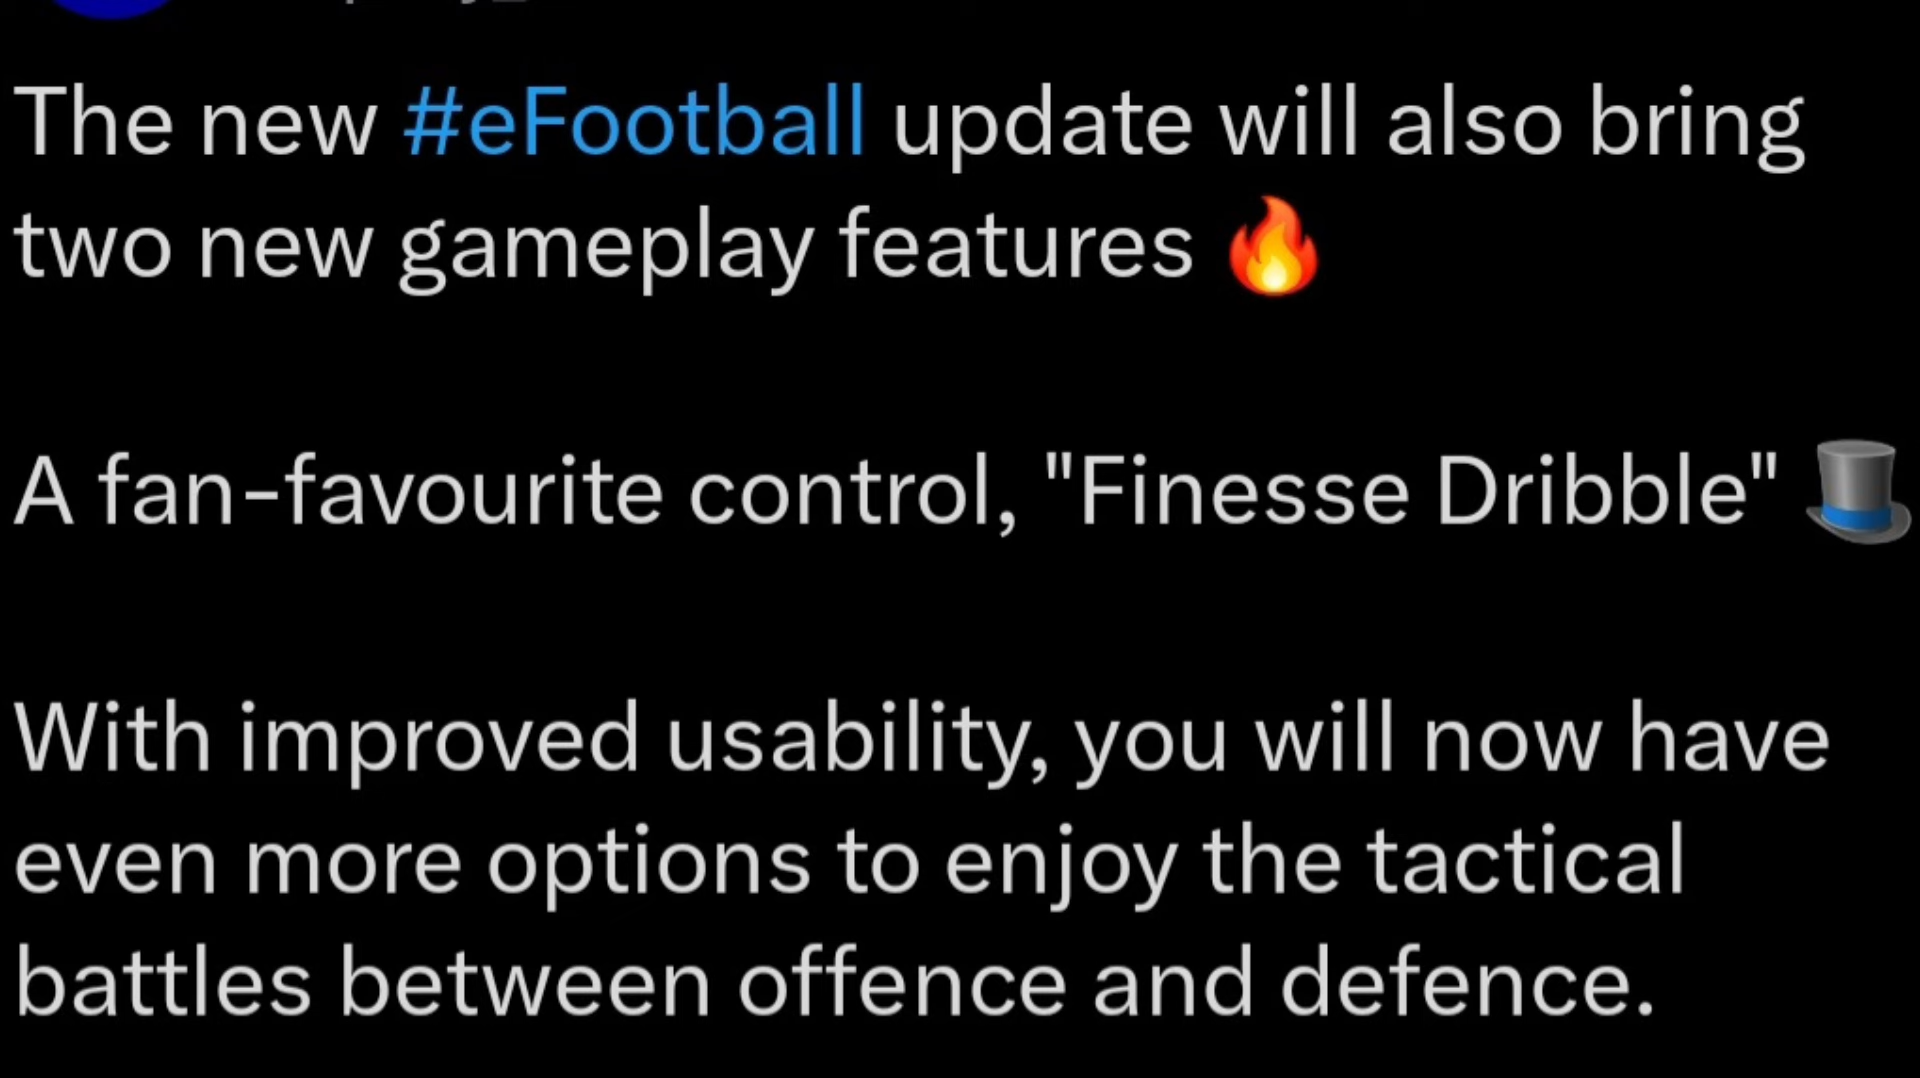 The new #eFootball update will also bring
two new gameplay features 🔥
A fan-favourite control, "Finesse Dribble" 🎩
With improved usability, you will now have
even more options to enjoy the tactical
battles between offence and defence.